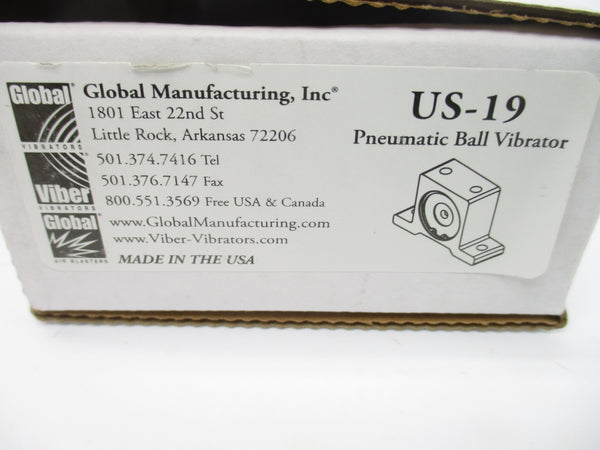 Global
VIBRATORS
Viber
VIBRATORS
Global
AIR BLASTERS
Global Manufacturing, Inc®
1801 East 22nd St
Little Rock, Arkansas 72206
501.374.7416 Tel
501.376.7147 Fax
800.551.3569 Free USA & Canada
www.GlobalManufacturing.com
www.Viber-Vibrators.com
MADE IN THE USA
US-19
Pneumatic Ball Vibrator